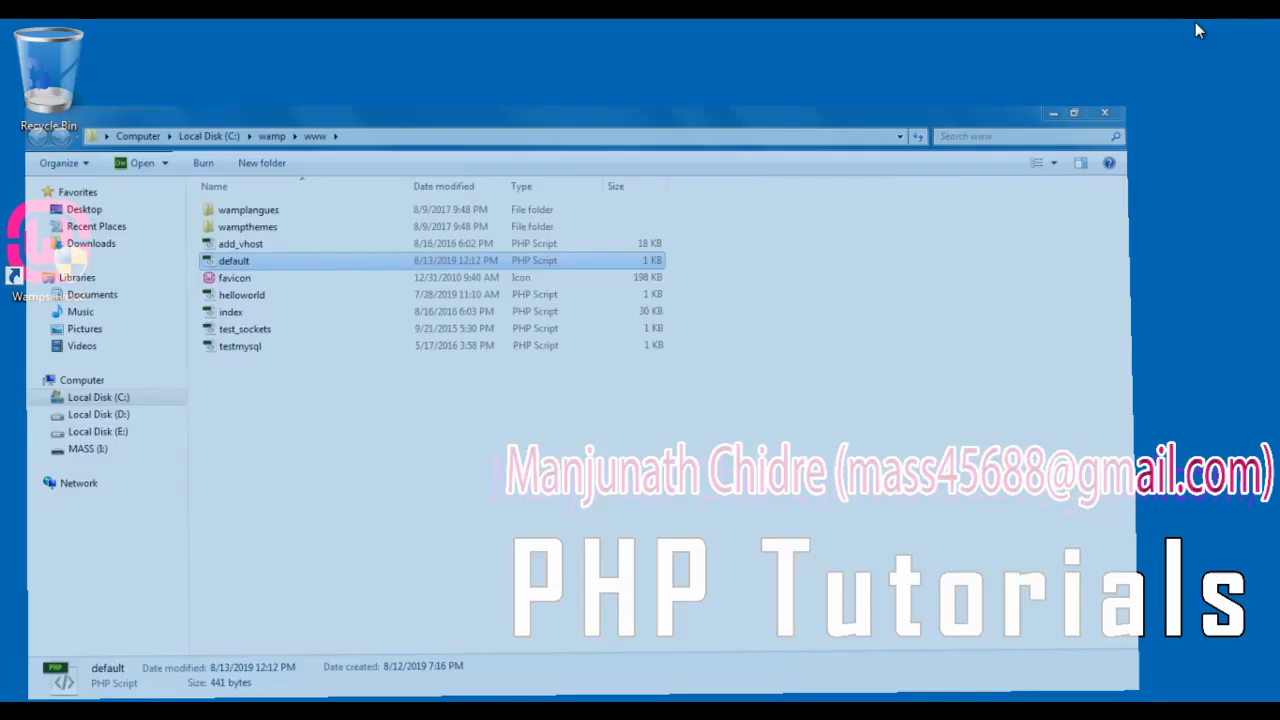 Recycle Bin
Computer Local Disk (C:) wamp www
Search www
Organize Open Burn New folder
Name Date modified Type Size
Favorites
Desktop
Recent Places
Downloads
Libraries
Documents
Music
Pictures
Videos
Computer
Local Disk (C:)
Local Disk (D:)
Local Disk (E:)
MASS (I:)
Network
wamplangues 8/9/2017 9:48 PM File folder
wampthemes 8/9/2017 9:48 PM File folder
add_vhost 8/16/2016 6:02 PM PHP Script 18 KB
default 8/13/2019 12:12 PM PHP Script 1 KB
favicon 12/31/2010 9:40 AM Icon 198 KB
helloworld 7/28/2019 11:10 AM PHP Script 1 KB
index 8/16/2016 6:03 PM PHP Script 30 KB
test_sockets 9/21/2015 5:30 PM PHP Script 1 KB
testmysql 5/17/2016 3:58 PM PHP Script 1 KB
Manjunath Chidre (mass45688@gmail.com)
PHP Tutorials
PHP
default Date modified: 8/13/2019 12:12 PM Date created: 8/12/2019 7:16 PM
PHP Script Size: 441 bytes